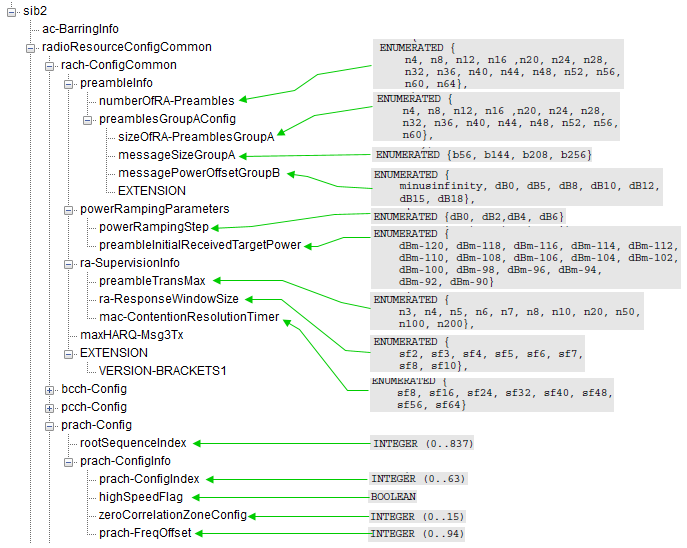 sib2
ac-BarringInfo
radioResourceConfigCommon
rach-ConfigCommon
preambleInfo
numberOfRA-Preambles
ENUMERATED {
n4, n8, n12, n16 ,n20, n24, n28,
n32, n36, n40, n44, n48, n52, n56,
n60, n64},
preamblesGroupAConfig
sizeOfRA-PreamblesGroupA
ENUMERATED {
n4, n8, n12, n16 ,n20, n24, n28,
n32, n36, n40, n44, n48, n52, n56,
n60},
messageSizeGroupA
ENUMERATED {b56, b144, b208, b256}
messagePowerOffsetGroupB
ENUMERATED {
minusinfinity, dB0, dB5, dB8, dB10, dB12,
dB15, dB18},
EXTENSION
powerRampingParameters
powerRampingStep
ENUMERATED {dB0, dB2,dB4, dB6}
preambleInitialReceivedTargetPower
ENUMERATED {
dBm-120, dBm-118, dBm-116, dBm-114, dBm-112,
dBm-110, dBm-108, dBm-106, dBm-104, dBm-102,
dBm-100, dBm-98, dBm-96, dBm-94,
dBm-92, dBm-90}
ra-SupervisionInfo
preambleTransMax
ENUMERATED {
n3, n4, n5, n6, n7, n8, n10, n20, n50,
n100, n200},
ra-ResponseWindowSize
ENUMERATED {
sf2, sf3, sf4, sf5, sf6, sf7,
sf8, sf10},
mac-ContentionResolutionTimer
ENUMERATED {
sf8, sf16, sf24, sf32, sf40, sf48,
sf56, sf64}
maxHARQ-Msg3Tx
EXTENSION
VERSION-BRACKETS1
bcch-Config
pcch-Config
prach-Config
rootSequenceIndex
INTEGER (0..837)
prach-ConfigInfo
prach-ConfigIndex
INTEGER (0..63)
highSpeedFlag
BOOLEAN
zeroCorrelationZoneConfig
INTEGER (0..15)
prach-FreqOffset
INTEGER (0..94)